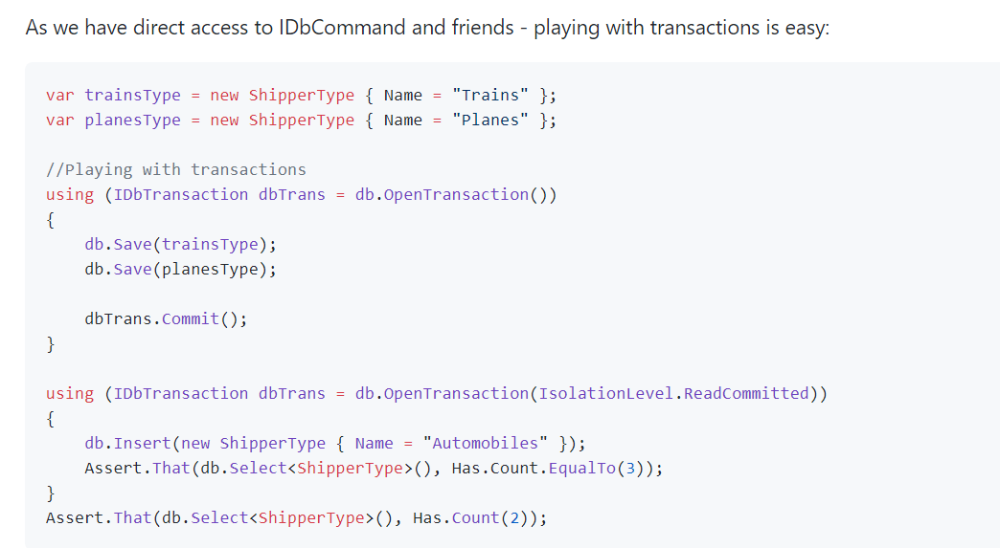 As we have direct access to IDbCommand and friends - playing with transactions is easy:
var trainsType = new ShipperType { Name = "Trains" };
var planesType = new ShipperType { Name = "Planes" };
//Playing with transactions
using (IDbTransaction dbTrans = db.OpenTransaction())
{
    db.Save(trainsType);
    db.Save(planesType);
    dbTrans.Commit();
}
using (IDbTransaction dbTrans = db.OpenTransaction(IsolationLevel.ReadCommitted))
{
    db.Insert(new ShipperType { Name = "Automobiles" });
    Assert.That(db.Select<ShipperType>(), Has.Count.EqualTo(3));
}
Assert.That(db.Select<ShipperType>(), Has.Count(2));